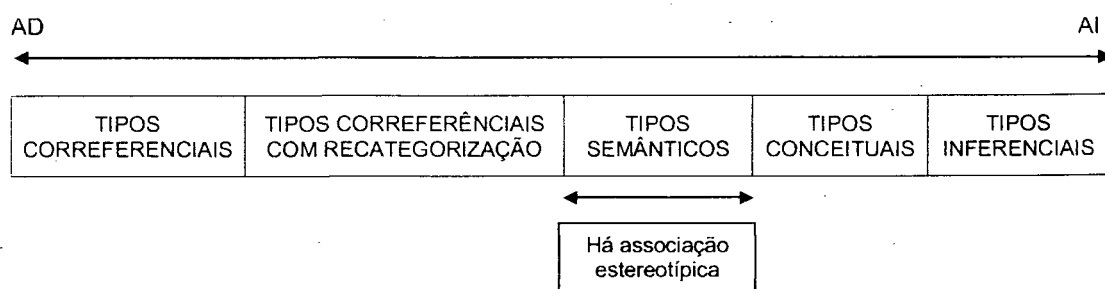 AD AI
TIPOS CORREFERENCIAIS
TIPOS CORREFERÊNCIAIS COM RECATEGORIZAÇÃO
TIPOS SEMÂNTICOS
TIPOS CONCEITUAIS
TIPOS INFERENCIAIS
Há associação
estereotípica